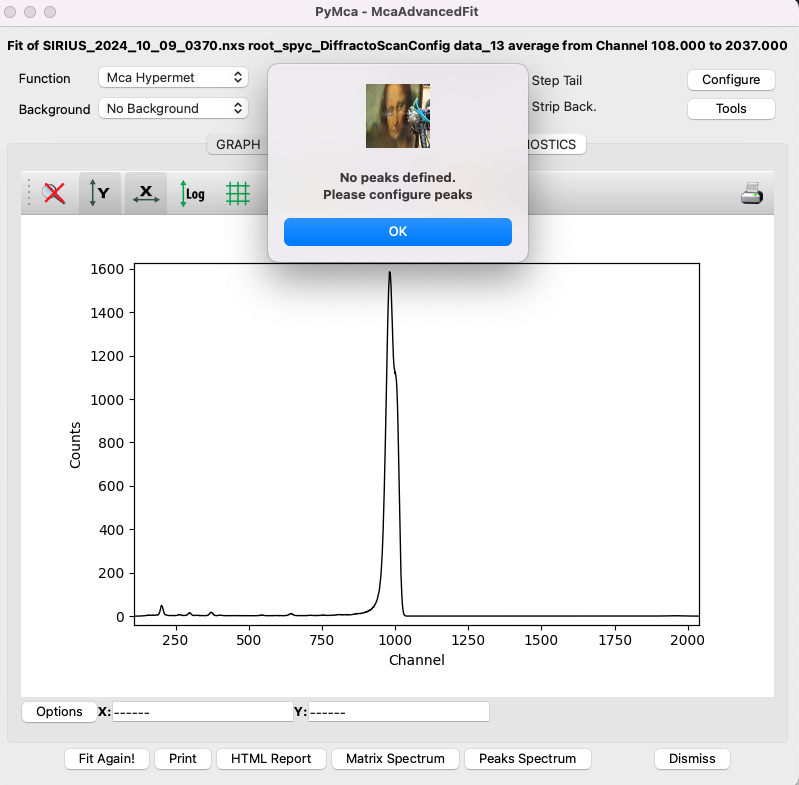 PyMca - McaAdvancedFit
Fit of SIRIUS_2024_10_09_0370.nxs root_spyc_DiffractoScanConfig data_13 average from Channel 108.000 to 2037.000
Function Mca Hypermet Step Tail Configure
Background No Background Strip Back. Tools
GRAPH NOSTICS
No peaks defined.
Please configure peaks
OK
Y X Log
1600
1400
1200
1000
800
600
400
200
0
Counts
250 500 750 1000 1250 1500 1750 2000
Channel
Options X: ------ Y: ------
Fit Again! Print HTML Report Matrix Spectrum Peaks Spectrum Dismiss